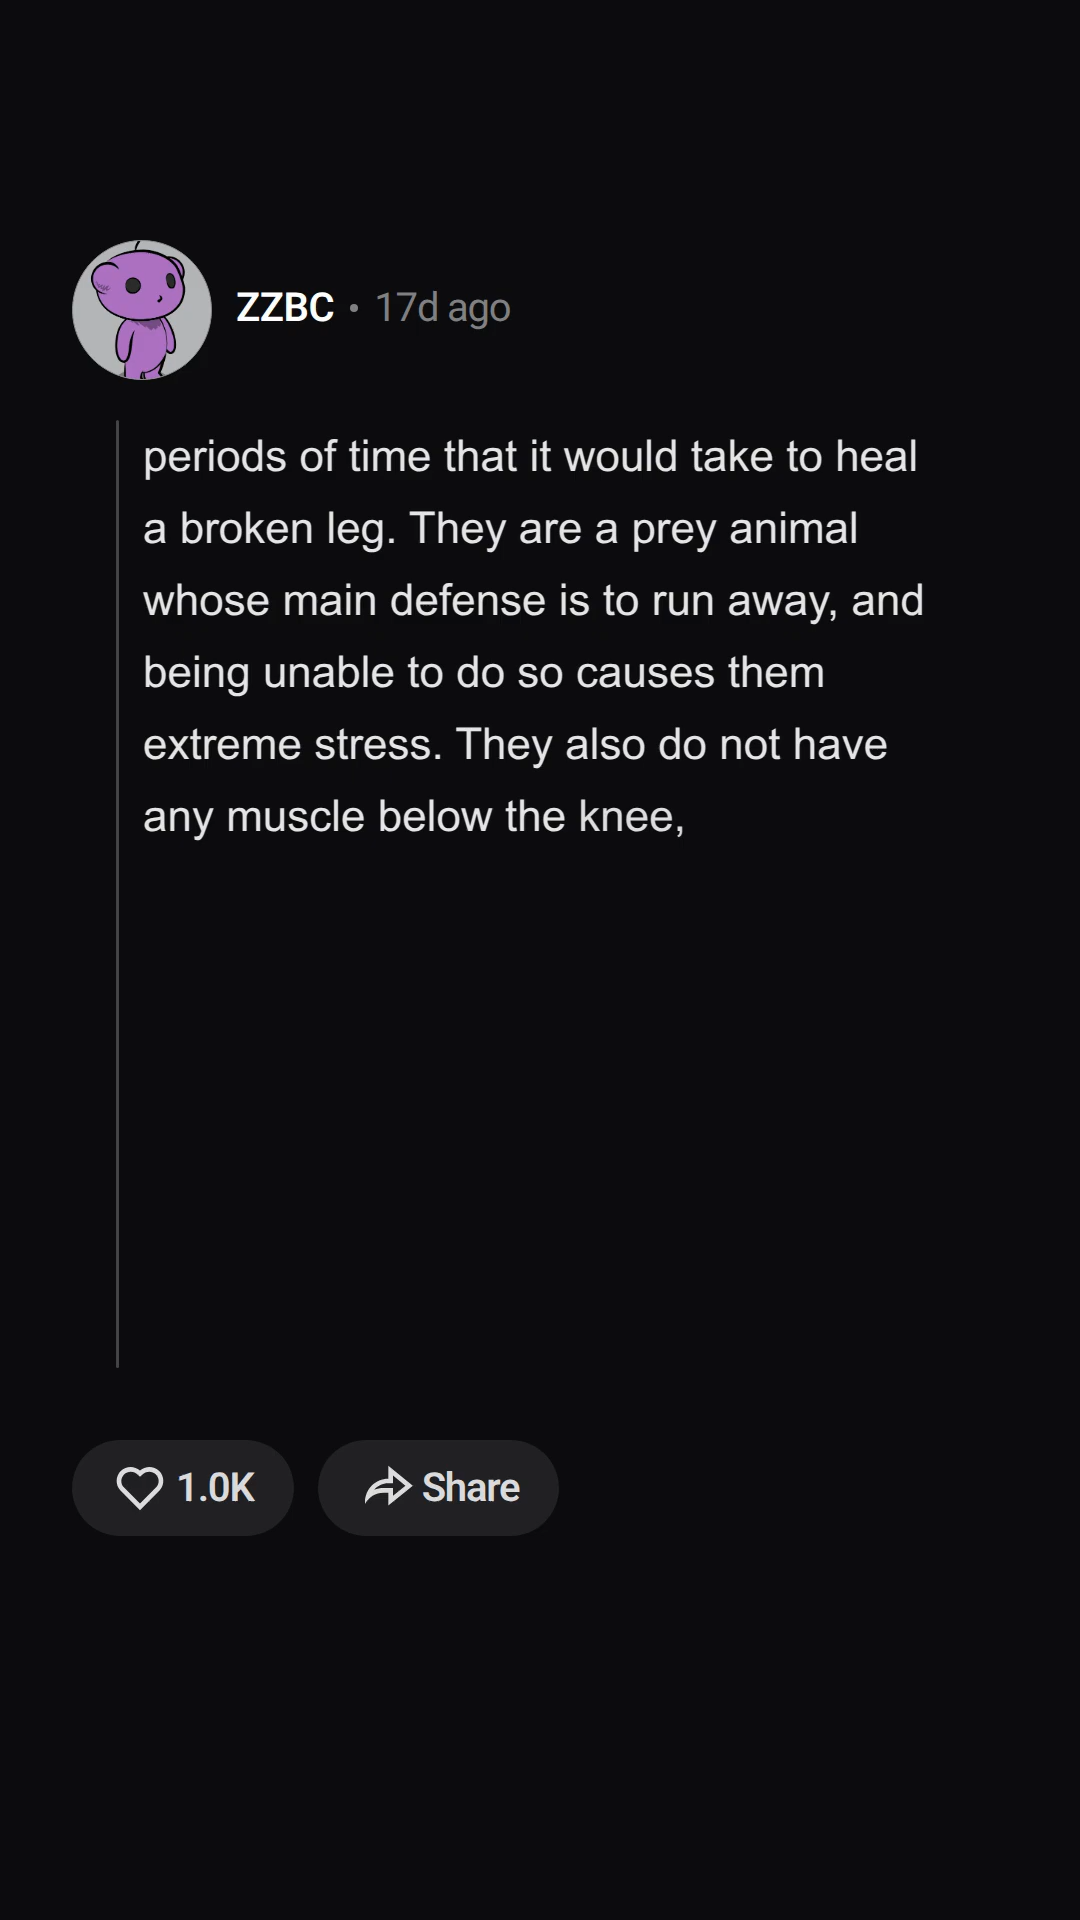 ZZBC • 17d ago
periods of time that it would take to heal
a broken leg. They are a prey animal
whose main defense is to run away, and
being unable to do so causes them
extreme stress. They also do not have
any muscle below the knee,
1.0K Share